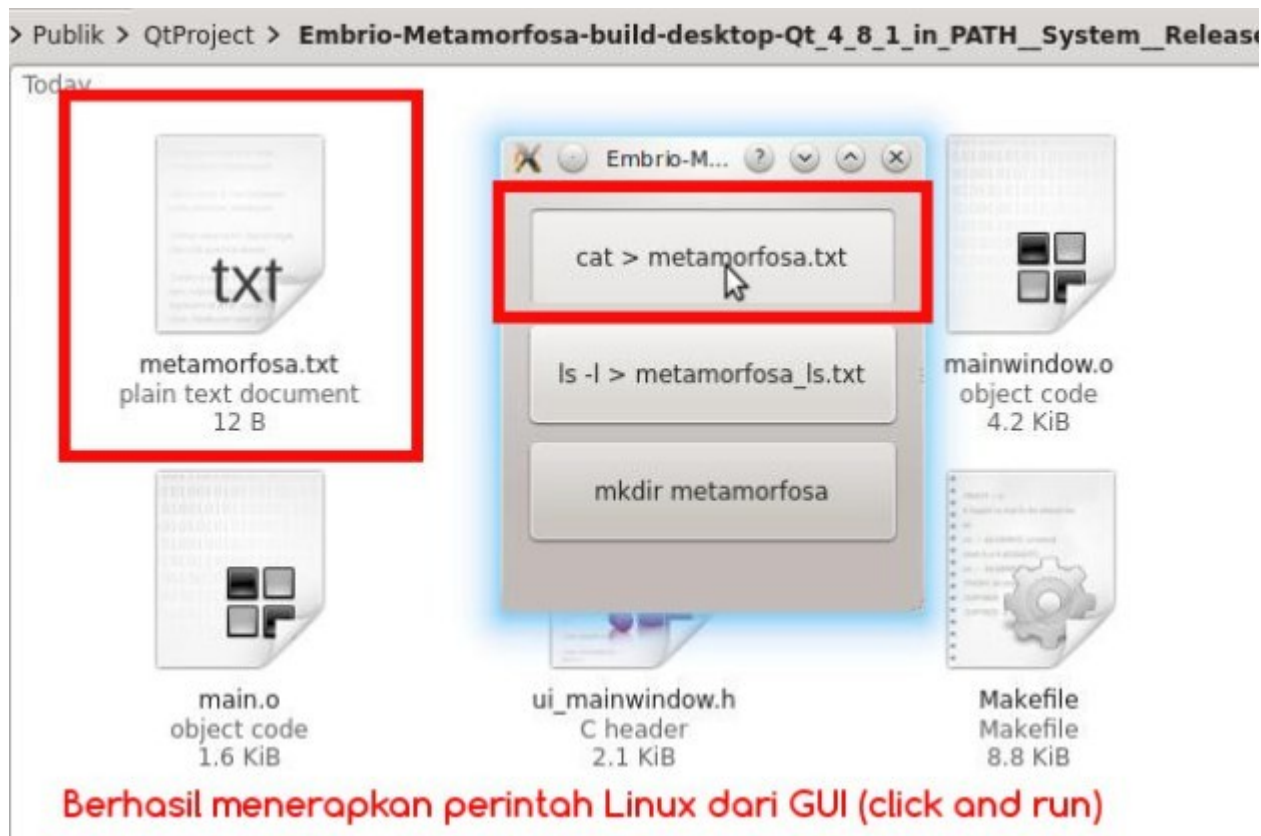 > Publik > QtProject > Embrio-Metamorfosa-build-desktop-Qt_4_8_1_in_PATH__System__Release
Today
txt
metamorfosa.txt
plain text document
12 B
Embrio-M...
cat > metamorfosa.txt
ls -l > metamorfosa_ls.txt
mkdir metamorfosa
mainwindow.o
object code
4.2 KiB
main.o
object code
1.6 KiB
ui_mainwindow.h
C header
2.1 KiB
Makefile
Makefile
8.8 KiB
Berhasil menerapkan perintah Linux dari GUI (click and run)